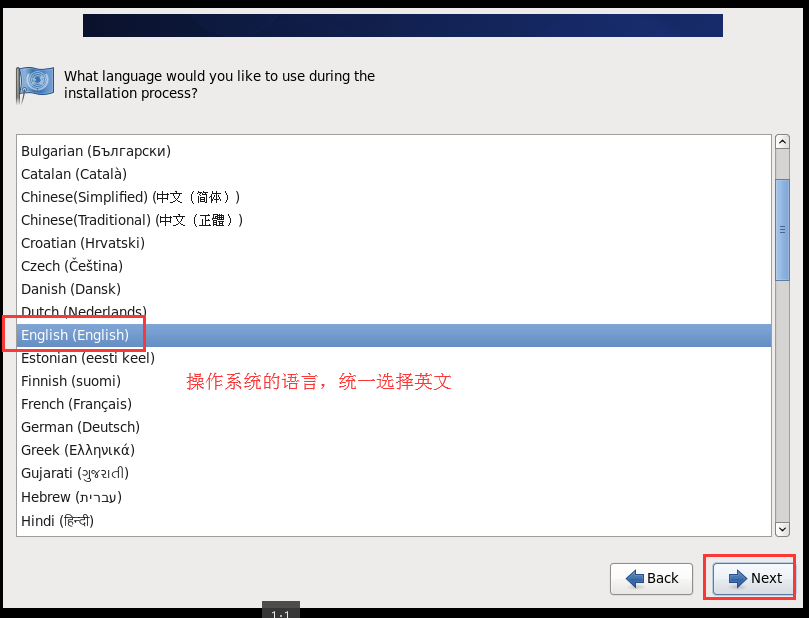 What language would you like to use during the
installation process?
Bulgarian (Български)
Catalan (Català)
Chinese(Simplified) (中文（简体）)
Chinese(Traditional) (中文（正體）)
Croatian (Hrvatski)
Czech (Čeština)
Danish (Dansk)
Dutch (Nederlands)
English (English)
Estonian (eesti keel)
Finnish (suomi)
操作系统的语言，统一选择英文
French (Français)
German (Deutsch)
Greek (Ελληνικά)
Gujarati (ગુજરાતી)
Hebrew (עברית)
Hindi (हिन्दी)
Back
Next
1:1